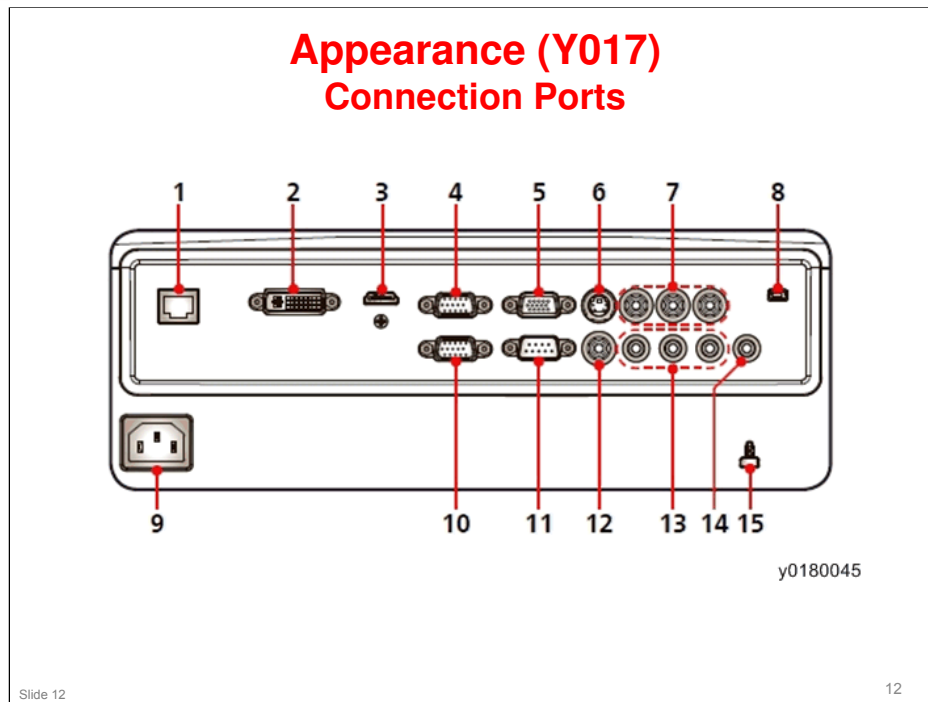 Appearance (Y017)
Connection Ports
1 2 3 4 5 6 7 8
9 10 11 12 13 14 15
y0180045
Slide 12
12